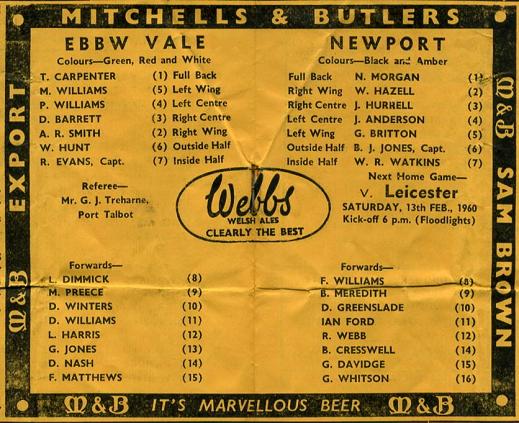 MITCHELLS & BUTLERS
EBBW VALE
Colours—Green, Red and White
T. CARPENTER (1) Full Back
M. WILLIAMS (5) Left Wing
P. WILLIAMS (4) Left Centre
D. BARRETT (3) Right Centre
A. R. SMITH (2) Right Wing
W. HUNT (6) Outside Half
R. EVANS, Capt. (7) Inside Half
Referee—
Mr. G. J. Treharne,
Port Talbot
NEWPORT
Colours—Black and Amber
Full Back N. MORGAN (1)
Right Wing W. HAZELL (2)
Right Centre J. HURRELL (3)
Left Centre J. ANDERSON (4)
Left Wing G. BRITTON (5)
Outside Half B. J. JONES, Capt. (6)
Inside Half W. R. WATKINS (7)
Next Home Game—
v. Leicester
SATURDAY, 13th FEB., 1960
Kick-off 6 p.m. (Floodlights)
Webbs
WELSH ALES
CLEARLY THE BEST
Forwards—
L. DIMMICK (8)
M. PREECE (9)
D. WINTERS (10)
D. WILLIAMS (11)
L. HARRIS (12)
G. JONES (13)
D. NASH (14)
F. MATTHEWS (15)
Forwards—
F. WILLIAMS (8)
B. MEREDITH (9)
D. GREENSLADE (10)
IAN FORD (11)
R. WEBB (12)
B. CRESSWELL (14)
G. DAVIDGE (15)
G. WHITSON (16)
M&B EXPORT
M&B SAM BROWN
M&B IT'S MARVELLOUS BEER M&B